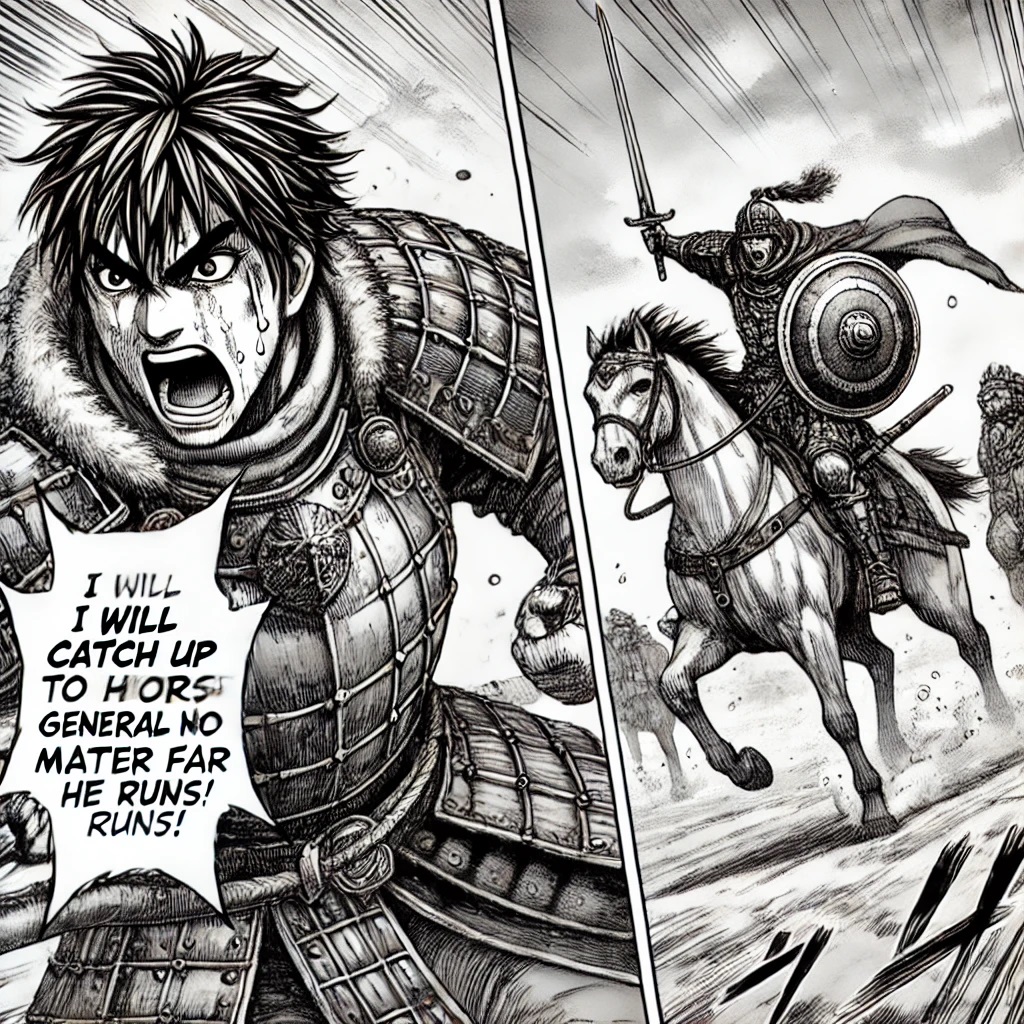 I WILL
I WILL
CATCH UP
TO
GENERAL NO
MATER FAR
HE RUNS!
RUNS!